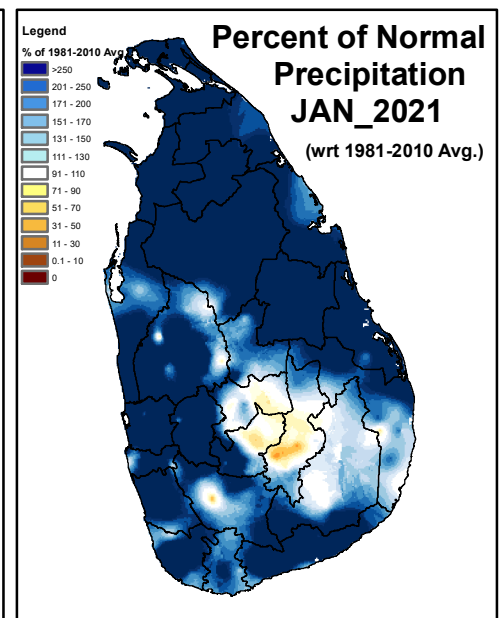 Legend
% of 1981-2010 Avg
>250
201 - 250
171 - 200
151 - 170
131 - 150
111 - 130
91 - 110
71 - 90
51 - 70
31 - 50
11 - 30
0.1 - 10
0
Percent of Normal
Precipitation
JAN_2021
(wrt 1981-2010 Avg.)